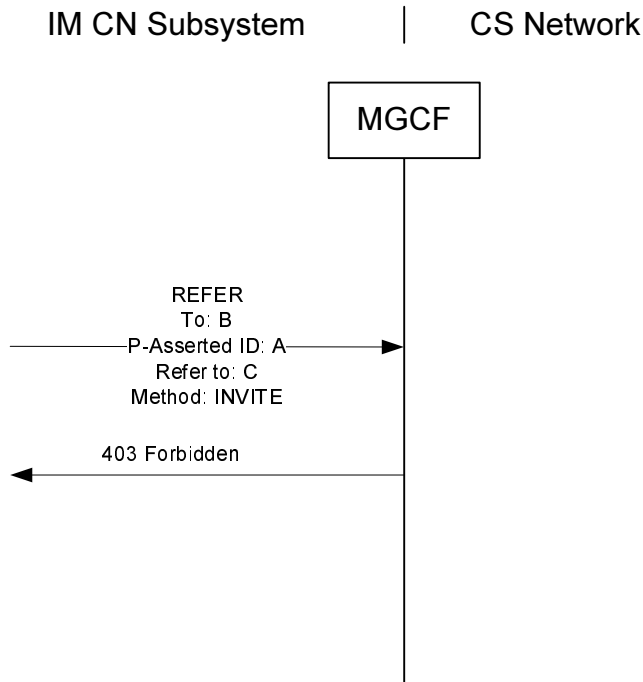 IM CN Subsystem | CS Network
MGCF
REFER
To: B
P-Asserted ID: A
Refer to: C
Method: INVITE
403 Forbidden